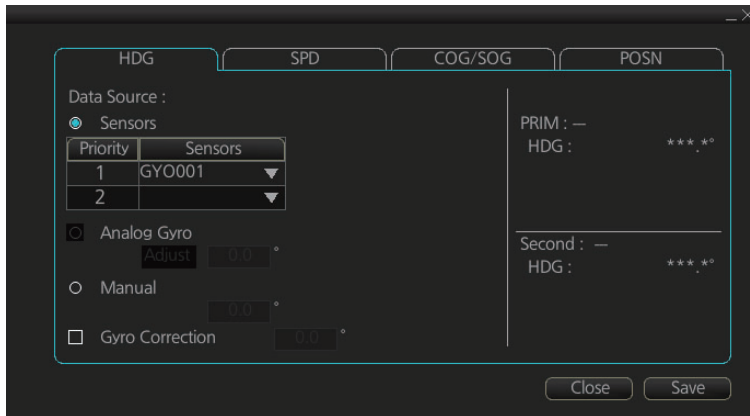 HDG SPD COG/SOG POSN
Data Source :
Sensors
Priority Sensors
1 GYO001
2
Analog Gyro
Adjust 0.0 °
Manual
0.0 °
Gyro Correction 0.0 °
PRIM : ---
HDG : ***.*°
Second : ---
HDG : ***.*°
Close Save